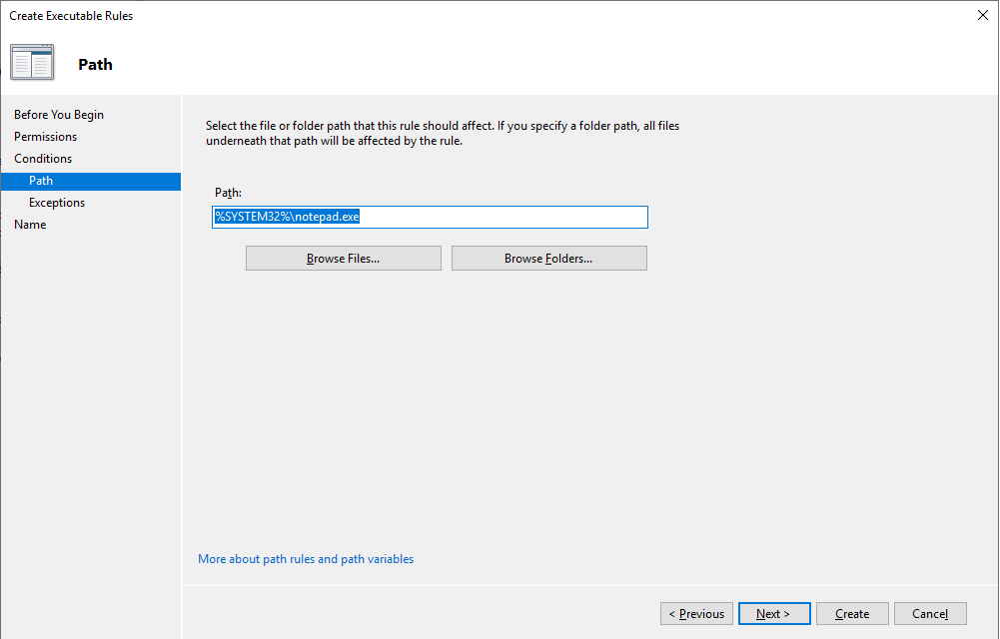 Create Executable Rules
Path
Before You Begin
Permissions
Conditions
Path
Exceptions
Name
Select the file or folder path that this rule should affect. If you specify a folder path, all files
underneath that path will be affected by the rule.
Path:
%SYSTEM32%\notepad.exe
Browse Files...
Browse Folders...
More about path rules and path variables
< Previous
Next >
Create
Cancel